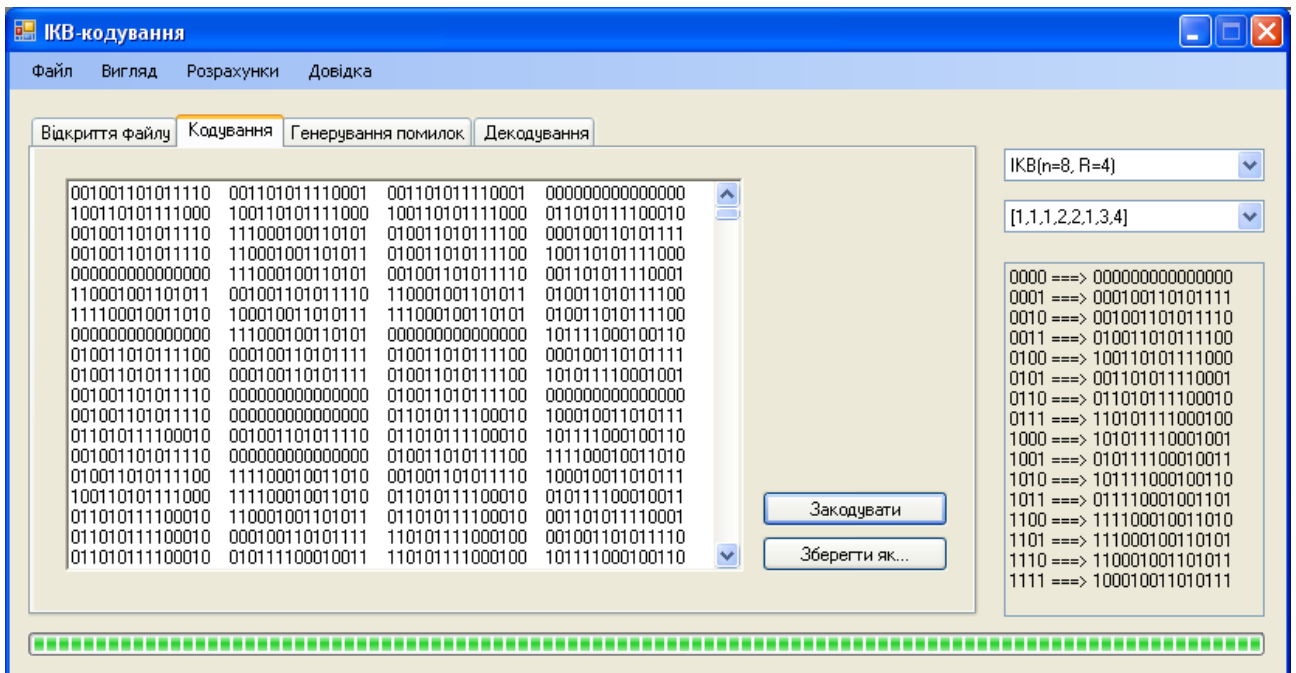 ІКВ-кодування
Файл Вигляд Розрахунки Довідка
Відкриття файлу Кодування Генерування помилок Декодування
001001101011110 001101011110001 001101011110001 000000000000000
100110101111000 100110101111000 100110101111000 011010111100010
001001101011110 111000100110101 010011010111100 000100110101111
001001101011110 110001001101011 010011010111100 100110101111000
000000000000000 111000100110101 001001101011110 001101011110001
110001001101011 001001101011110 110001001101011 010011010111100
111100010011010 100010011010111 111000100110101 010011010111100
000000000000000 111000100110101 000000000000000 101111000100110
010011010111100 000100110101111 010011010111100 000100110101111
010011010111100 000100110101111 010011010111100 101011110001001
001001101011110 000000000000000 010011010111100 000000000000000
001001101011110 000000000000000 011010111100010 100010011010111
011010111100010 001001101011110 011010111100010 101111000100110
001001101011110 000000000000000 010011010111100 111100010011010
010011010111100 111100010011010 001001101011110 100010011010111
100110101111000 111100010011010 011010111100010 010111100010011
011010111100010 110001001101011 011010111100010 001101011110001
011010111100010 000100110101111 110101111000100 001001101011110
011010111100010 010111100010011 110101111000100 101111000100110
Закодувати
Зберегти як...
ІКВ(n=8, R=4)
[1,1,1,2,2,1,3,4]
0000 ===> 000000000000000
0001 ===> 000100110101111
0010 ===> 001001101011110
0011 ===> 010011010111100
0100 ===> 100110101111000
0101 ===> 001101011110001
0110 ===> 011010111100010
0111 ===> 110101111000100
1000 ===> 101011110001001
1001 ===> 010111100010011
1010 ===> 101111000100110
1011 ===> 011110001001101
1100 ===> 111100010011010
1101 ===> 111000100110101
1110 ===> 110001001101011
1111 ===> 100010011010111